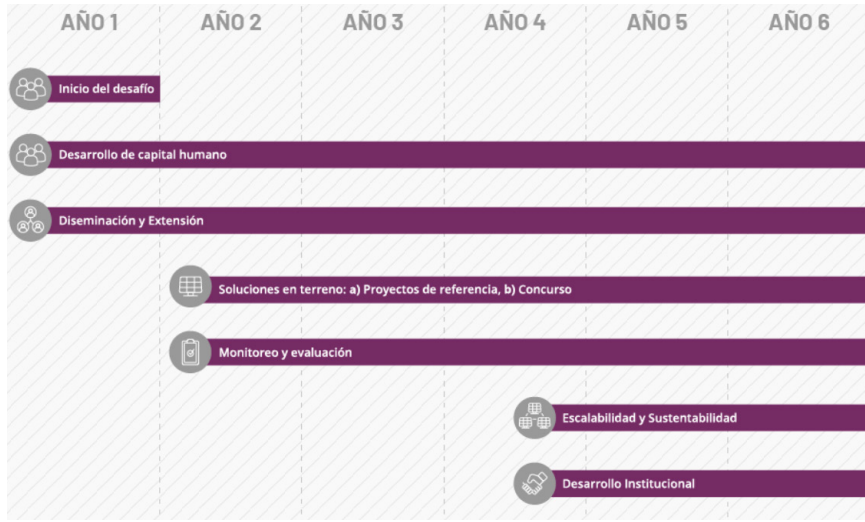 AÑO 1 AÑO 2 AÑO 3 AÑO 4 AÑO 5 AÑO 6
Inicio del desafío
Desarrollo de capital humano
Diseminación y Extensión
Soluciones en terreno: a) Proyectos de referencia, b) Concurso
Monitoreo y evaluación
Escalabilidad y Sustentabilidad
Desarrollo Institucional